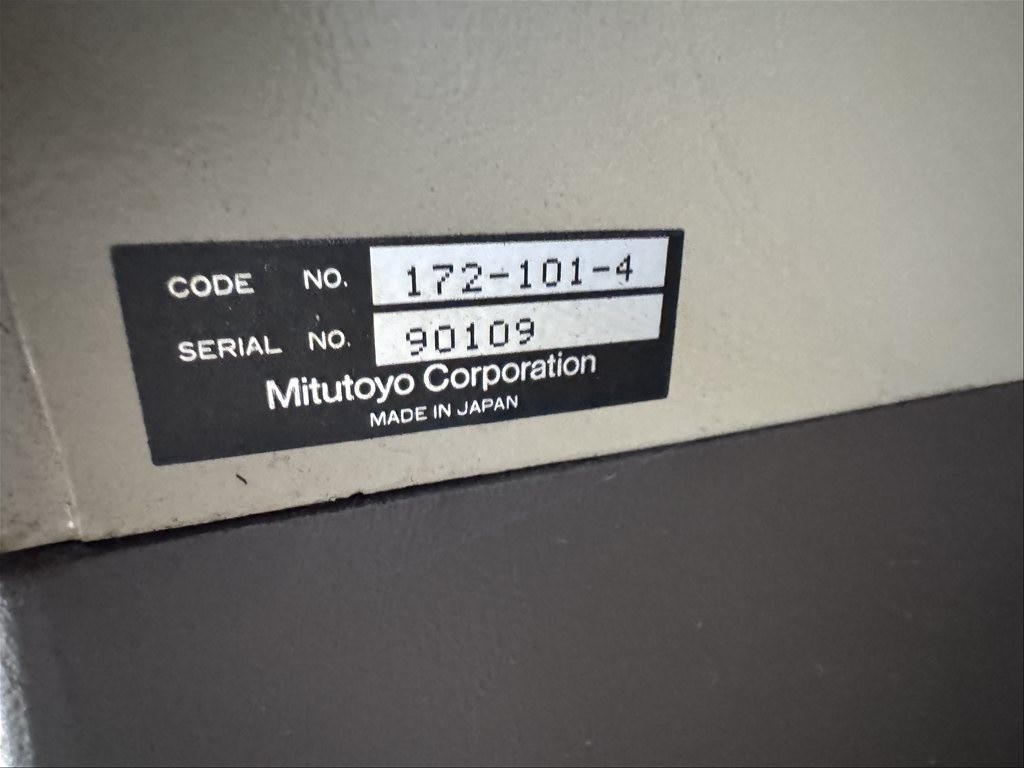 CODE NO. 172-101-4
SERIAL NO. 90109
Mitutoyo Corporation
MADE IN JAPAN